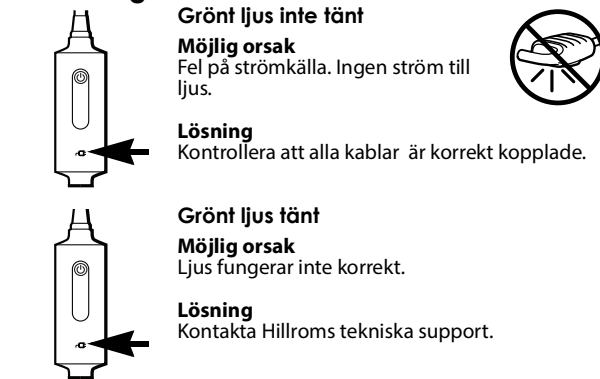 Grönt ljus inte tänt
Möjlig orsak
Fel på strömkälla. Ingen ström till
ljus.
Lösning
Kontrollera att alla kablar är korrekt kopplade.
Grönt ljus tänt
Möjlig orsak
Ljus fungerar inte korrekt.
Lösning
Kontakta Hillroms tekniska support.